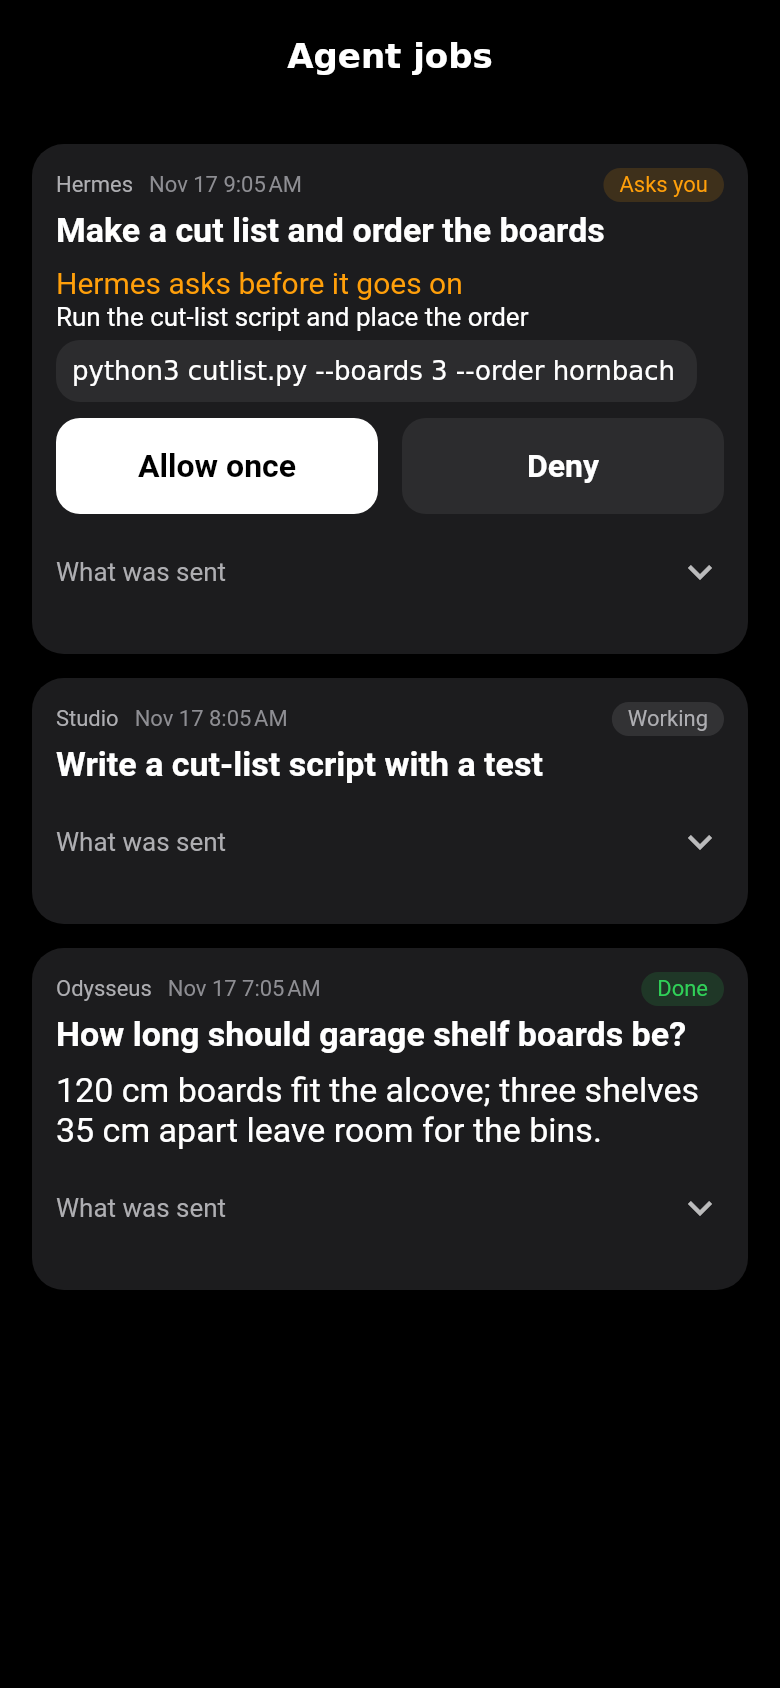 Agent jobs
Hermes Nov 17 9:05 AM Asks you
Make a cut list and order the boards
Hermes asks before it goes on
Run the cut-list script and place the order
python3 cutlist.py --boards 3 --order hornbach
Allow once Deny
What was sent
Studio Nov 17 8:05 AM Working
Write a cut-list script with a test
What was sent
Odysseus Nov 17 7:05 AM Done
How long should garage shelf boards be?
120 cm boards fit the alcove; three shelves
35 cm apart leave room for the bins.
What was sent